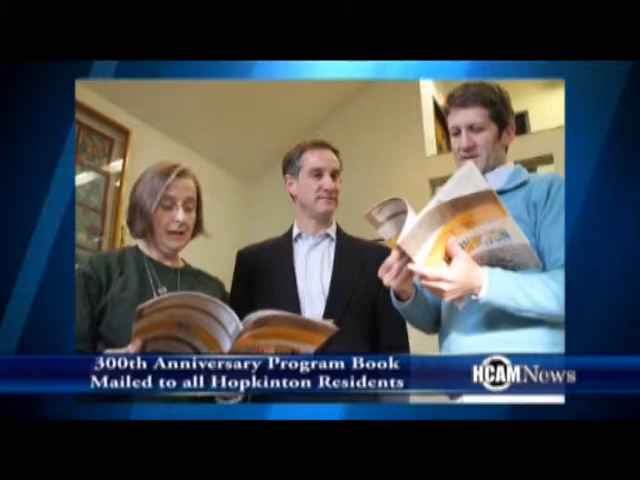 300th Anniversary Program Book
Mailed to all Hopkinton Residents
HCAM News